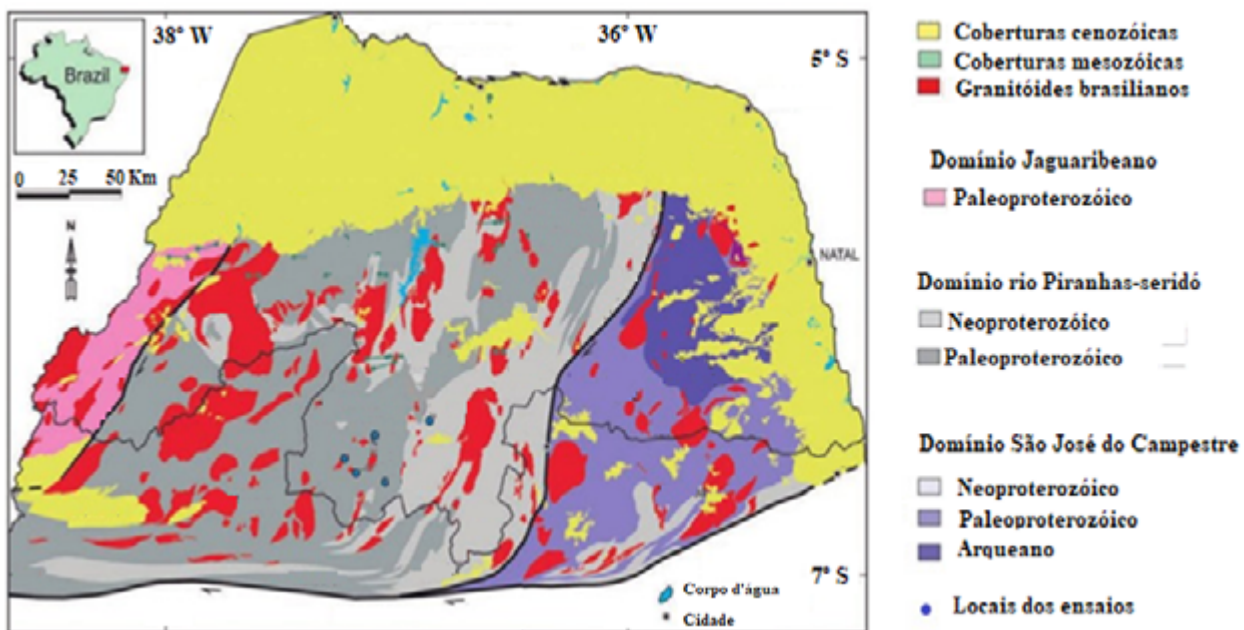 38° W
36° W
5° S
Brazil
0 25 50 Km
N
NATAL
7° S
Corpo d'água
Cidade
Coberturas cenozóicas
Coberturas mesozóicas
Granitóides brasilianos
Domínio Jaguaribeano
Paleoproterozóico
Domínio rio Piranhas-seridó
Neoproterozóico
Paleoproterozóico
Domínio São José do Campestre
Neoproterozóico
Paleoproterozóico
Arqueano
Locais dos ensaios